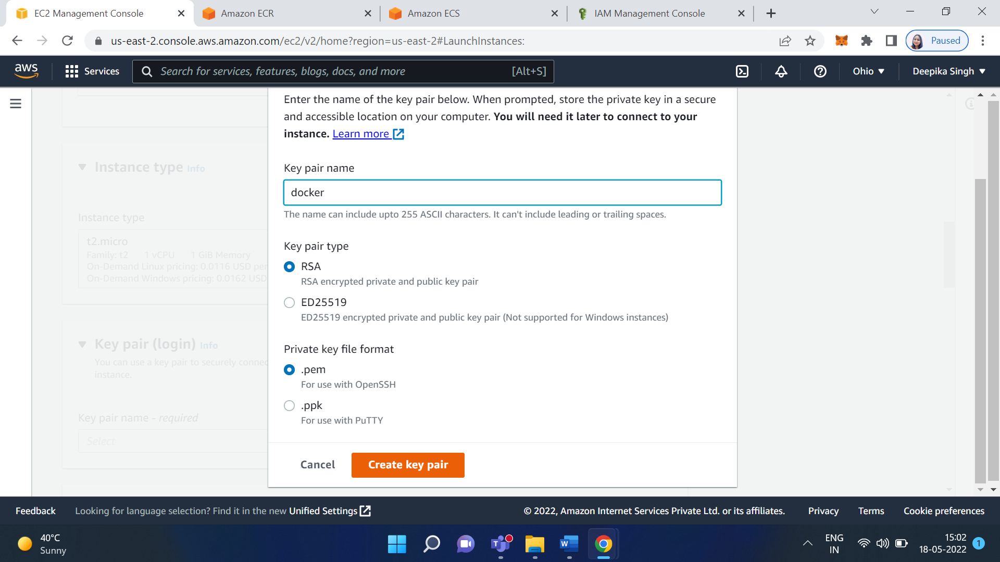 EC2 Management Console
Amazon ECR
Amazon ECS
IAM Management Console
us-east-2.console.aws.amazon.com/ec2/v2/home?region=us-east-2#LaunchInstances:
Paused
aws
Services
Search for services, features, blogs, docs, and more
[Alt+S]
Ohio
Deepika Singh
Enter the name of the key pair below. When prompted, store the private key in a secure
and accessible location on your computer. You will need it later to connect to your
instance. Learn more
Key pair name
docker
The name can include upto 255 ASCII characters. It can't include leading or trailing spaces.
Key pair type
RSA
RSA encrypted private and public key pair
ED25519
ED25519 encrypted private and public key pair (Not supported for Windows instances)
Private key file format
.pem
For use with OpenSSH
.ppk
For use with PuTTY
Cancel
Create key pair
Instance type Info
Instance type
t2.micro
Family: t2 1 vCPU 1 GiB Memory
On-Demand Linux pricing: 0.0116 USD per
On-Demand Windows pricing: 0.0162 USD
Key pair (login) Info
You can use a key pair to securely connec
instance.
Key pair name - required
Select
Feedback
Looking for language selection? Find it in the new Unified Settings
© 2022, Amazon Internet Services Private Ltd. or its affiliates.
Privacy
Terms
Cookie preferences
40°C
Sunny
ENG
IN
15:02
18-05-2022
1